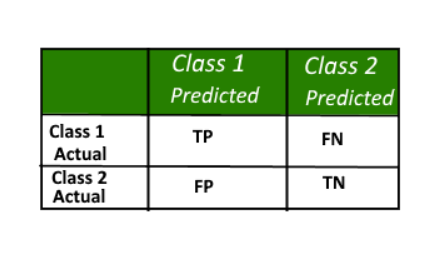 Class 1 Class 2
Predicted Predicted
Class 1 Actual TP FN
Class 2 Actual FP TN